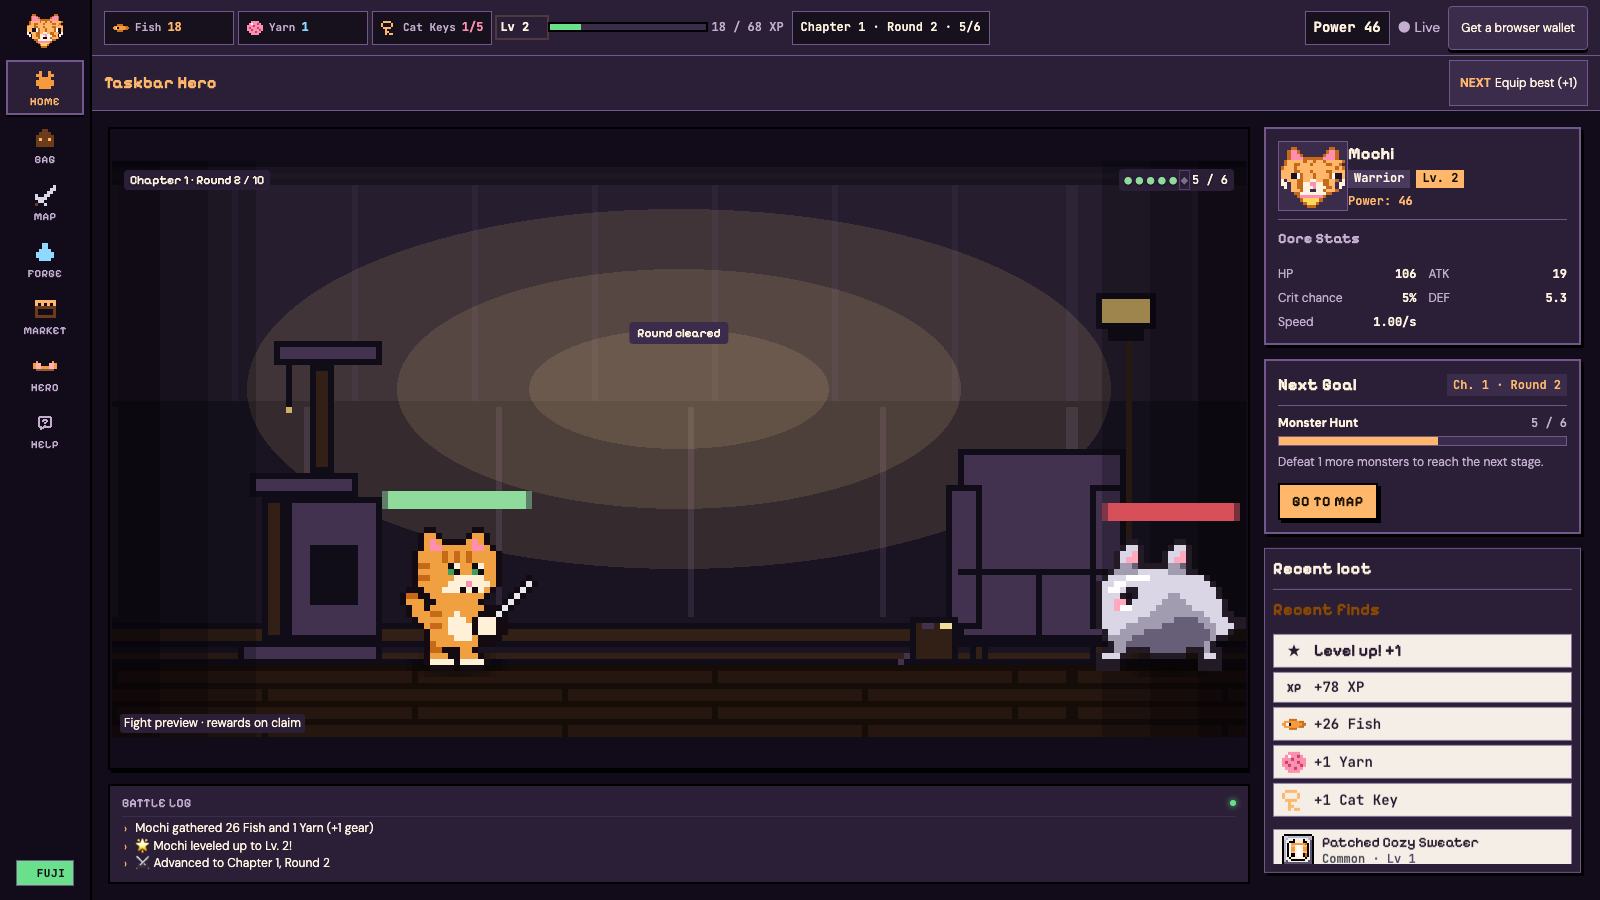 Fish 18
Yarn 1
Cat Keys 1/5
Lv 2
18 / 68 XP
Chapter 1 · Round 2 · 5/6
Power 46
Live
Get a browser wallet
Taskbar Hero
NEXT Equip best (+1)
HOME
BAG
MAP
FORGE
MARKET
HERO
HELP
FUJI
Chapter 1 · Round 2 / 10
5 / 6
Round cleared
Fight preview · rewards on claim
BATTLE LOG
› Mochi gathered 26 Fish and 1 Yarn (+1 gear)
› 🌟 Mochi leveled up to Lv. 2!
› ⚔️ Advanced to Chapter 1, Round 2
Mochi
Warrior
Lv. 2
Power: 46
Core Stats
HP 106 ATK 19
Crit chance 5% DEF 5.3
Speed 1.00/s
Next Goal
Ch. 1 · Round 2
Monster Hunt 5 / 6
Defeat 1 more monsters to reach the next stage.
GO TO MAP
Recent loot
Recent finds
★ Level up! +1
XP +78 XP
+26 Fish
+1 Yarn
+1 Cat Key
Patched Cozy Sweater
Common · Lv 1